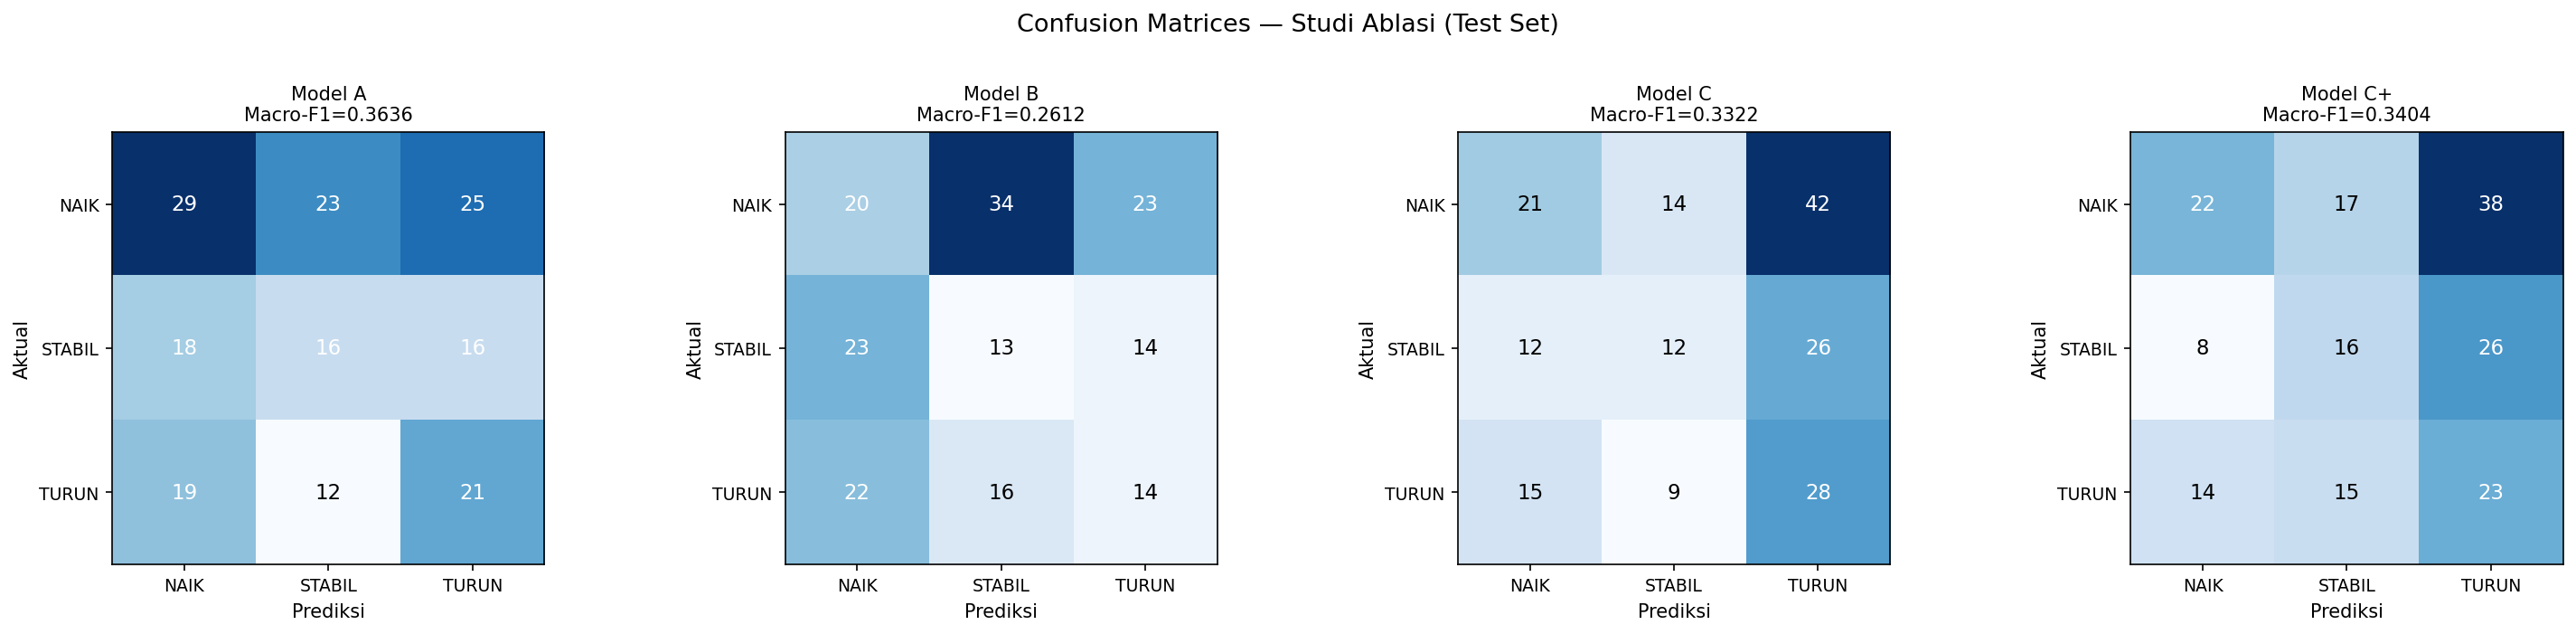 Confusion Matrices — Studi Ablasi (Test Set)
Model A
Macro-F1=0.3636
Aktual
NAIK 29 23 25
STABIL 18 16 16
TURUN 19 12 21
NAIK STABIL TURUN
Prediksi
Model B
Macro-F1=0.2612
Aktual
NAIK 20 34 23
STABIL 23 13 14
TURUN 22 16 14
NAIK STABIL TURUN
Prediksi
Model C
Macro-F1=0.3322
Aktual
NAIK 21 14 42
STABIL 12 12 26
TURUN 15 9 28
NAIK STABIL TURUN
Prediksi
Model C+
Macro-F1=0.3404
Aktual
NAIK 22 17 38
STABIL 8 16 26
TURUN 14 15 23
NAIK STABIL TURUN
Prediksi